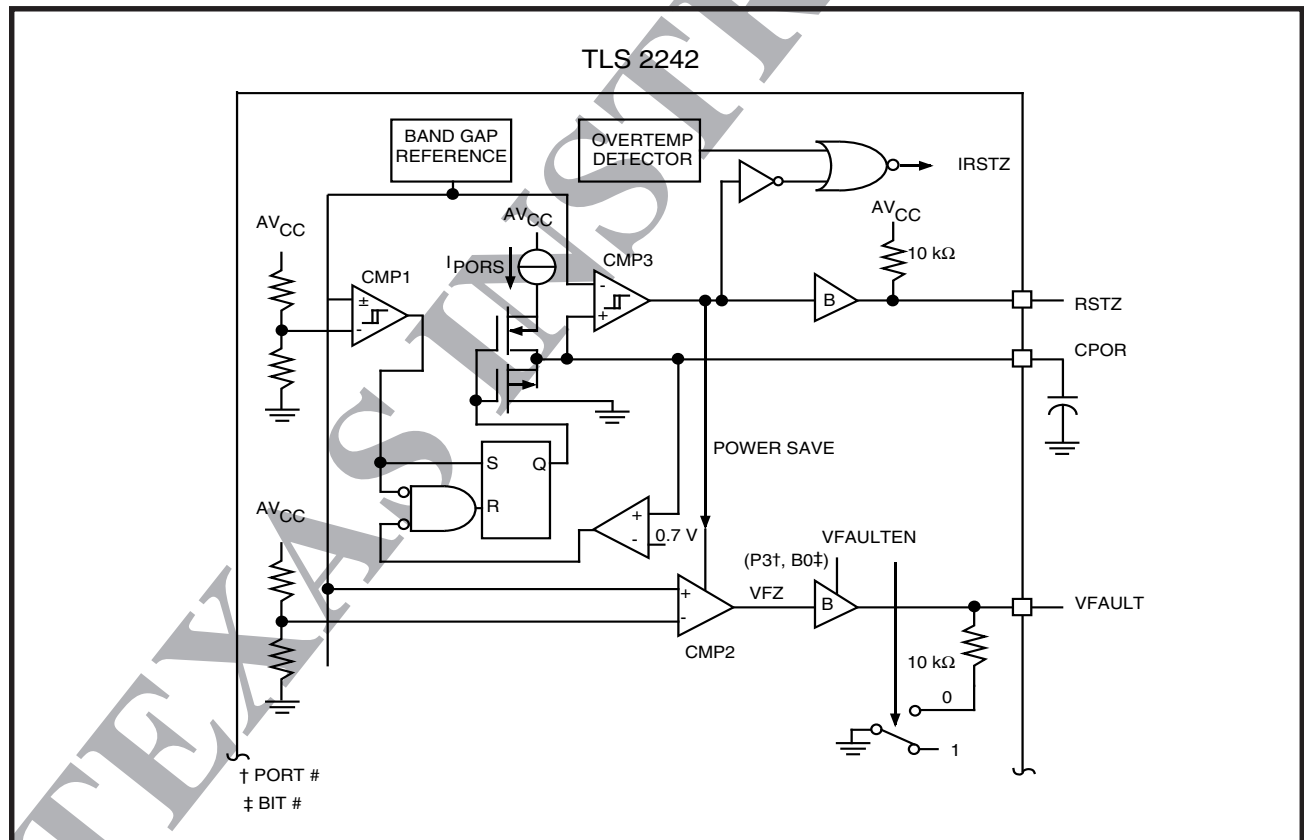 TLS 2242
BAND GAP
REFERENCE
OVERTEMP
DETECTOR
IRSTZ
AVCC
AVCC
AVCC
10 kΩ
IPORS
CMP3
CMP1
±
-
-
+
B
RSTZ
CPOR
POWER SAVE
S
Q
R
AVCC
+
-
0.7 V
VFAULTEN
(P3†, B0‡)
VFZ
+
-
B
VFAULT
CMP2
10 kΩ
0
1
† PORT #
‡ BIT #
TEXAS INSTR